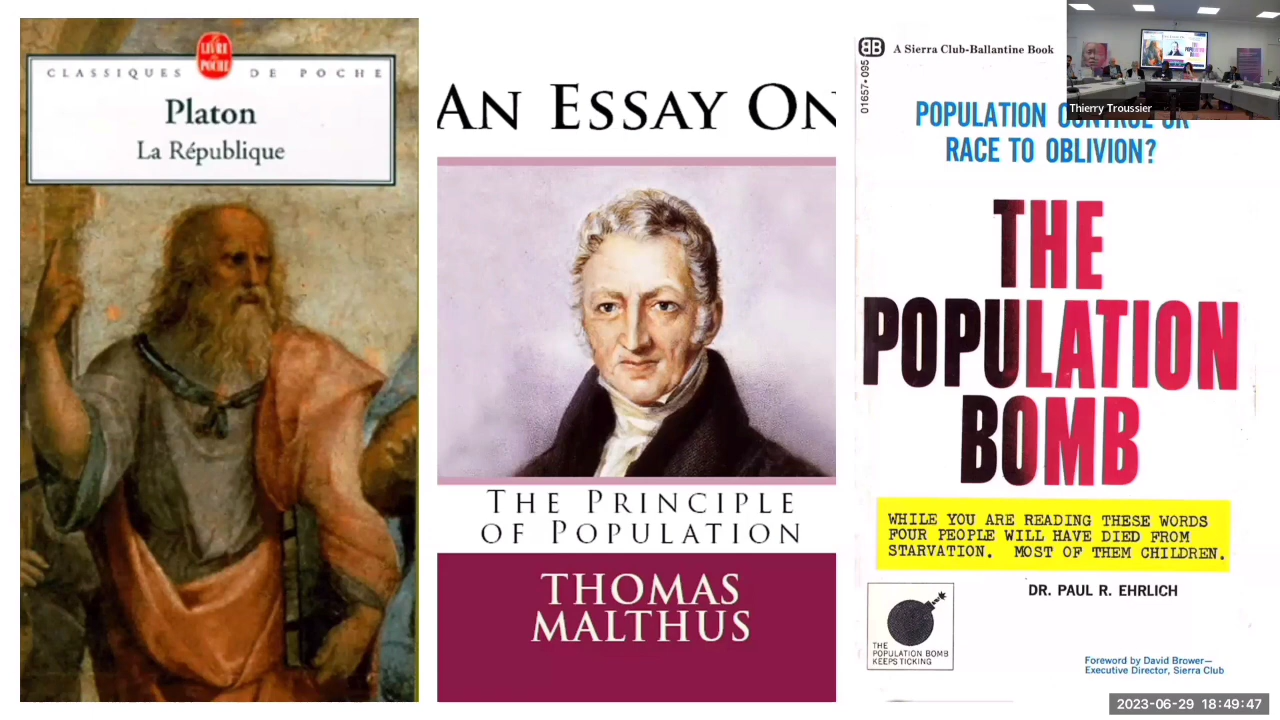 LE LIVRE DE POCHE
CLASSIQUES DE POCHE
Platon
La République
AN ESSAY ON
THE PRINCIPLE
OF POPULATION
THOMAS
MALTHUS
BB
A Sierra Club-Ballantine Book
01657•095
POPULATION CONTROL OR
RACE TO OBLIVION?
THE
POPULATION
BOMB
WHILE YOU ARE READING THESE WORDS
FOUR PEOPLE WILL HAVE DIED FROM
STARVATION. MOST OF THEM CHILDREN.
DR. PAUL R. EHRLICH
THE
POPULATION BOMB
KEEPS TICKING
Foreword by David Brower—
Executive Director, Sierra Club
Thierry Troussier
2023-06-29 18:49:47